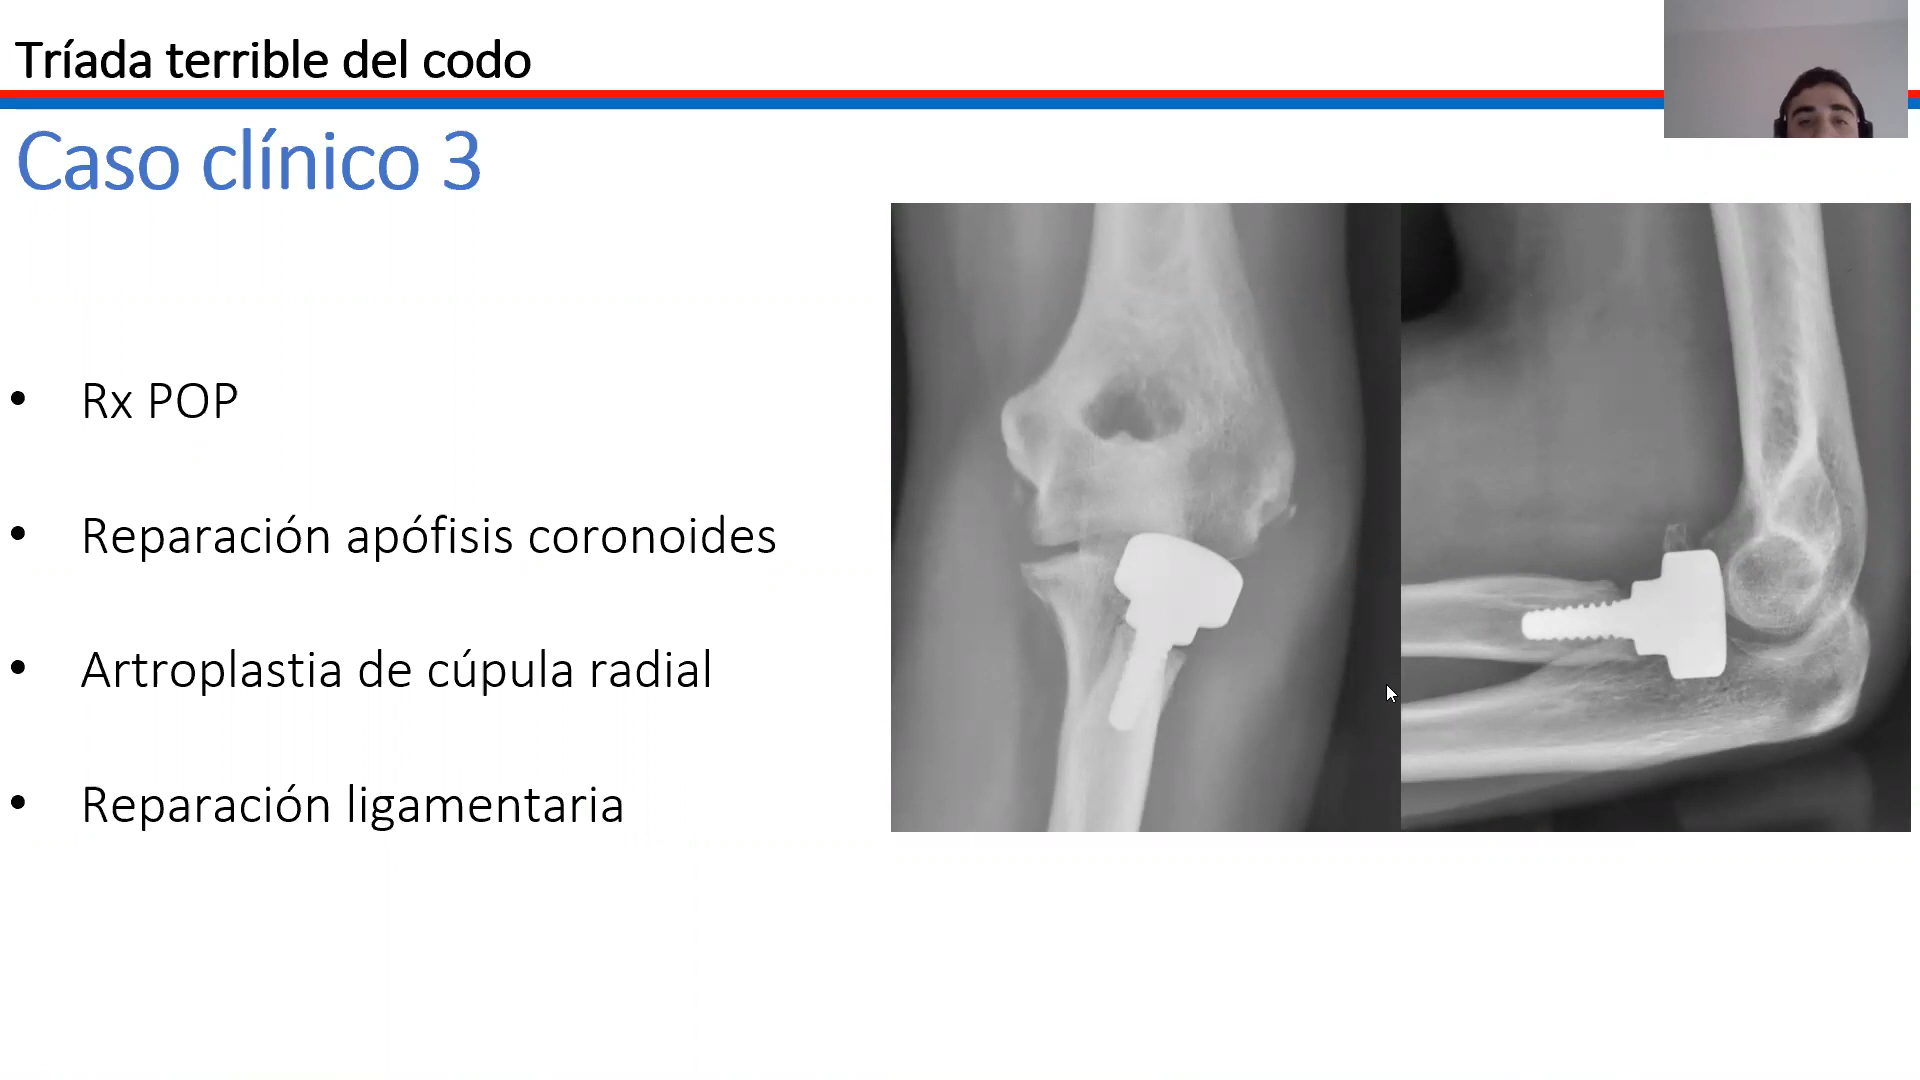 Tríada terrible del codo
Caso clínico 3
• Rx POP
• Reparación apófisis coronoides
• Artroplastia de cúpula radial
• Reparación ligamentaria